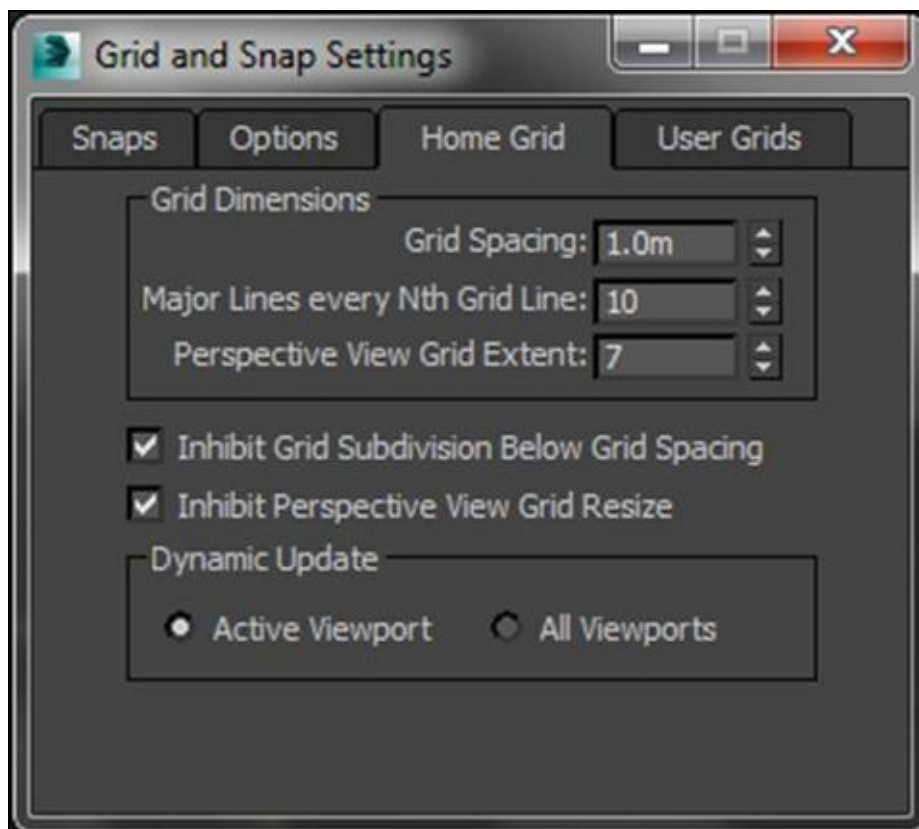 Grid and Snap Settings
Snaps Options Home Grid User Grids
Grid Dimensions
Grid Spacing: 1.0m
Major Lines every Nth Grid Line: 10
Perspective View Grid Extent: 7
Inhibit Grid Subdivision Below Grid Spacing
Inhibit Perspective View Grid Resize
Dynamic Update
Active Viewport All Viewports